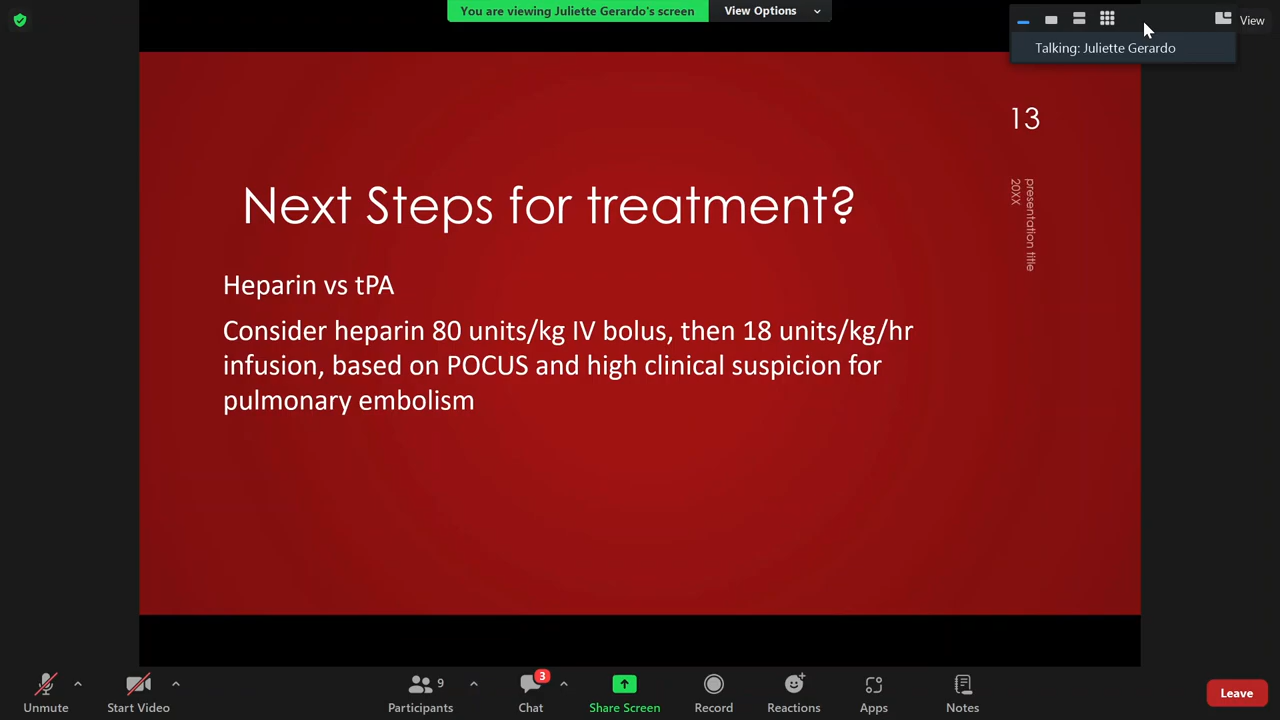 You are viewing Juliette Gerardo's screen
View Options
View
Talking: Juliette Gerardo
13
presentation title
20XX
Next Steps for treatment?
Heparin vs tPA
Consider heparin 80 units/kg IV bolus, then 18 units/kg/hr
infusion, based on POCUS and high clinical suspicion for
pulmonary embolism
Unmute
Start Video
9
Participants
3
Chat
Share Screen
Record
Reactions
Apps
Notes
Leave